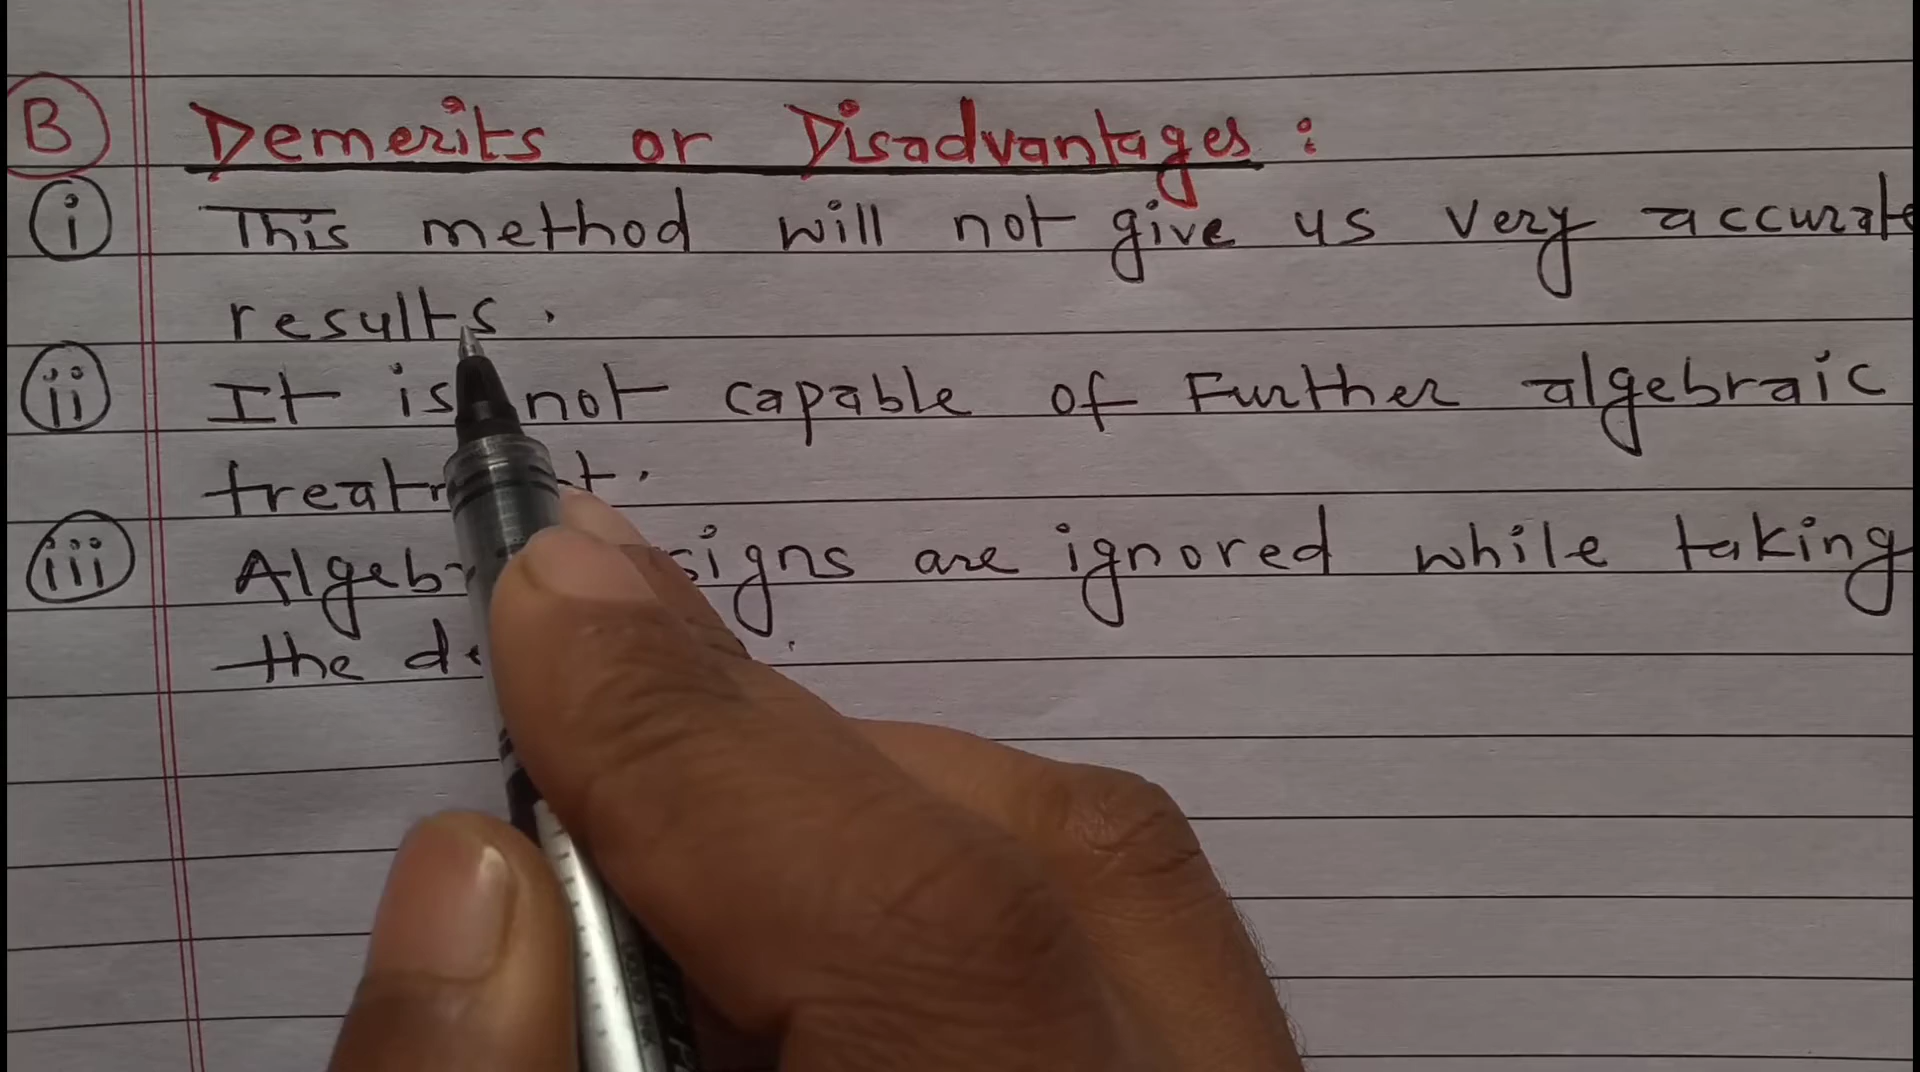 B Demerits or Disadvantages :
i This method will not give us very accurate
results.
ii It is not capable of Further algebraic
iii signs are ignored while taking
the